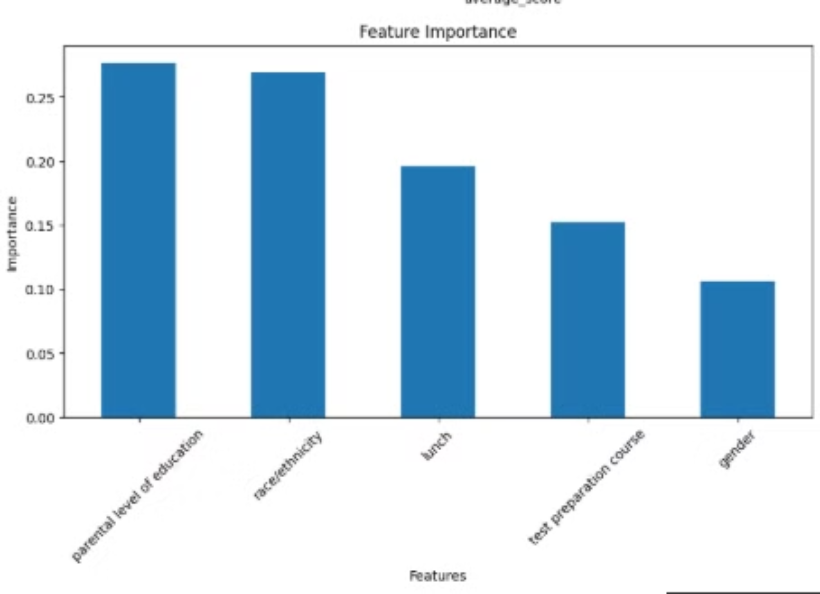 average_score
Feature Importance
Importance
0.25
0.20
0.15
0.10
0.05
0.00
parental level of education
race/ethnicity
lunch
test preparation course
gender
Features